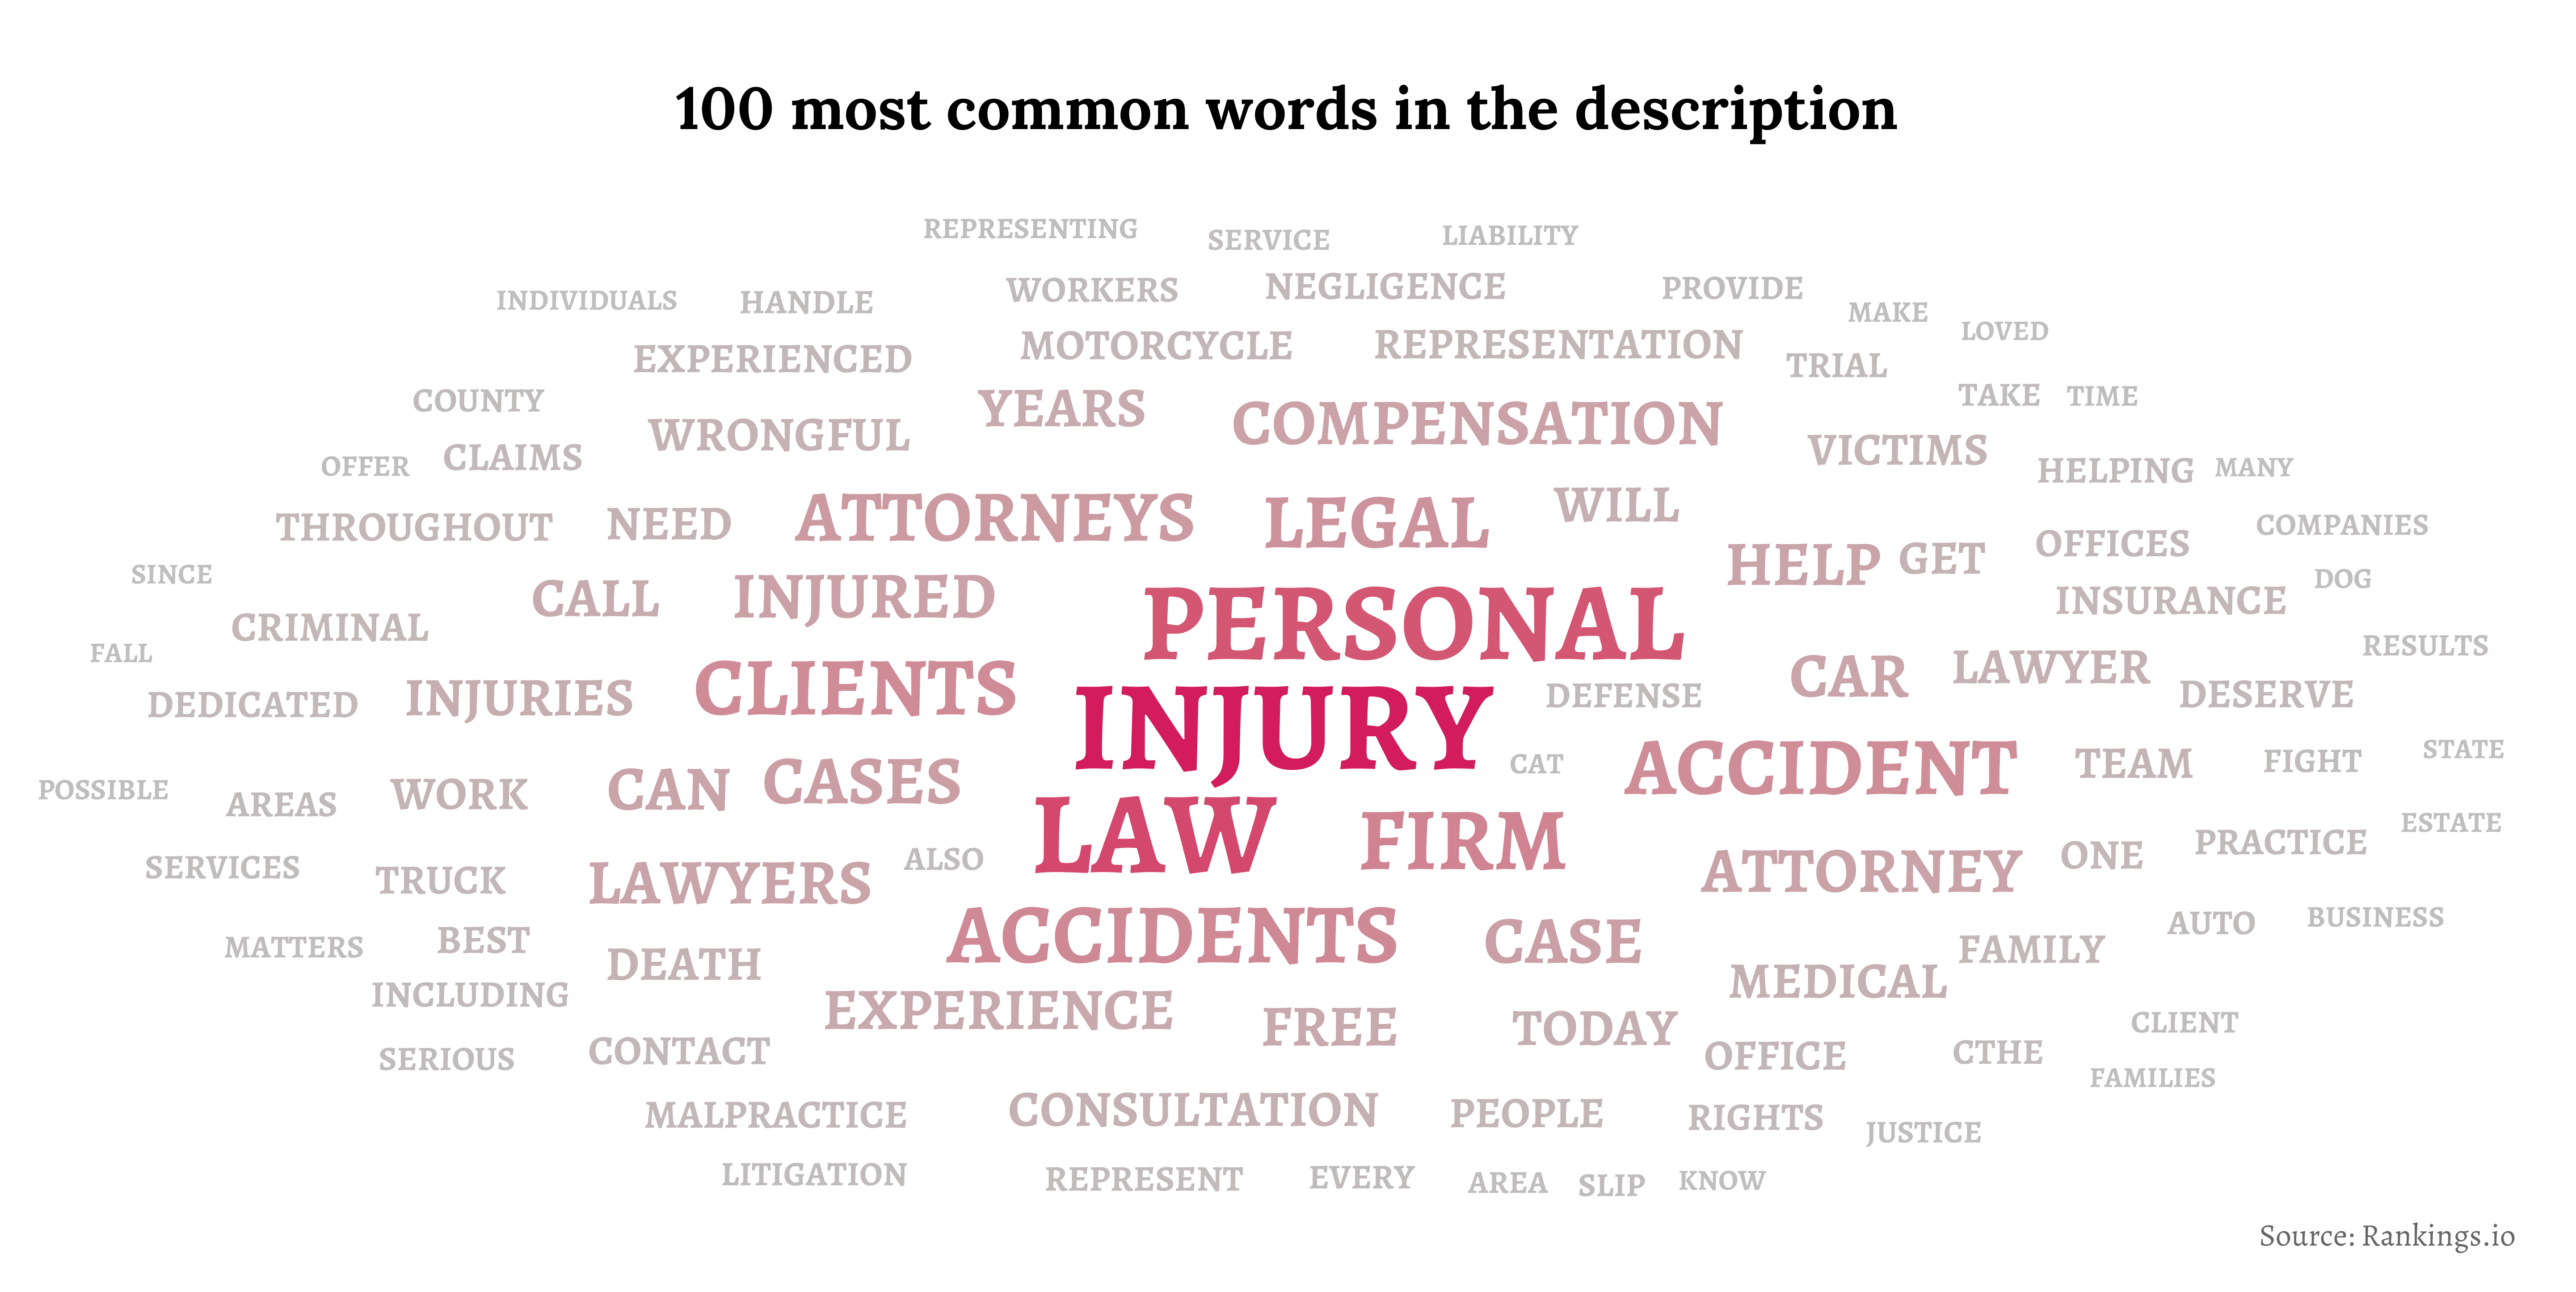 100 most common words in the description
REPRESENTING SERVICE LIABILITY
INDIVIDUALS HANDLE WORKERS NEGLIGENCE PROVIDE MAKE
EXPERIENCED MOTORCYCLE REPRESENTATION TRIAL LOVED
COUNTY WRONGFUL YEARS COMPENSATION TAKE TIME
OFFER CLAIMS VICTIMS HELPING MANY
THROUGHOUT NEED ATTORNEYS LEGAL WILL OFFICES COMPANIES
SINCE CALL INJURED HELP GET INSURANCE DOG
CRIMINAL PERSONAL
FALL CAR LAWYER RESULTS
DEDICATED INJURIES CLIENTS DEFENSE DESERVE
INJURY
POSSIBLE AREAS WORK CAN CASES CAT ACCIDENT TEAM FIGHT STATE
LAW FIRM ESTATE
SERVICES TRUCK LAWYERS ALSO ATTORNEY ONE PRACTICE
MATTERS BEST ACCIDENTS CASE FAMILY AUTO BUSINESS
DEATH MEDICAL
INCLUDING EXPERIENCE FREE TODAY CLIENT
SERIOUS CONTACT OFFICE CTHE FAMILIES
MALPRACTICE CONSULTATION PEOPLE RIGHTS JUSTICE
LITIGATION REPRESENT EVERY AREA SLIP KNOW
Source: Rankings.io